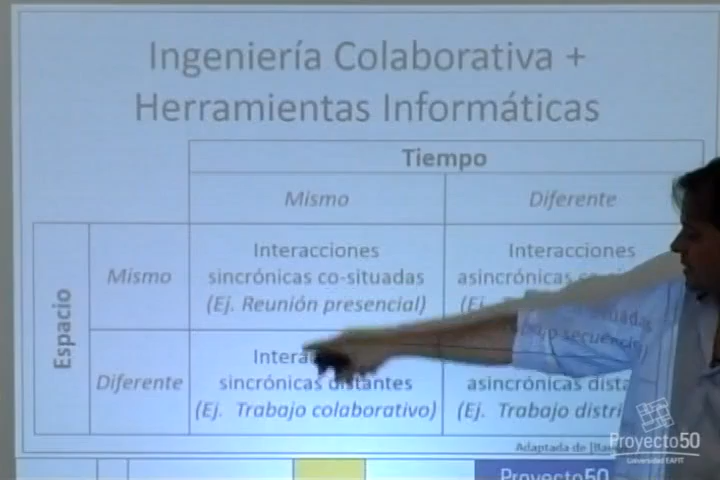 Ingeniería Colaborativa +
Herramientas Informáticas
Tiempo
Mismo
Diferente
Espacio
Mismo
Interacciones
sincrónicas co-situadas
(Ej. Reunión presencial)
Interacciones
asincrónicas
(Ej.
Diferente
sincrónicas distantes
(Ej. Trabajo colaborativo)
asincrónicas
(Ej. Trabajo
Adaptada de
Proyecto50
Universidad EAFIT
Proyecto50